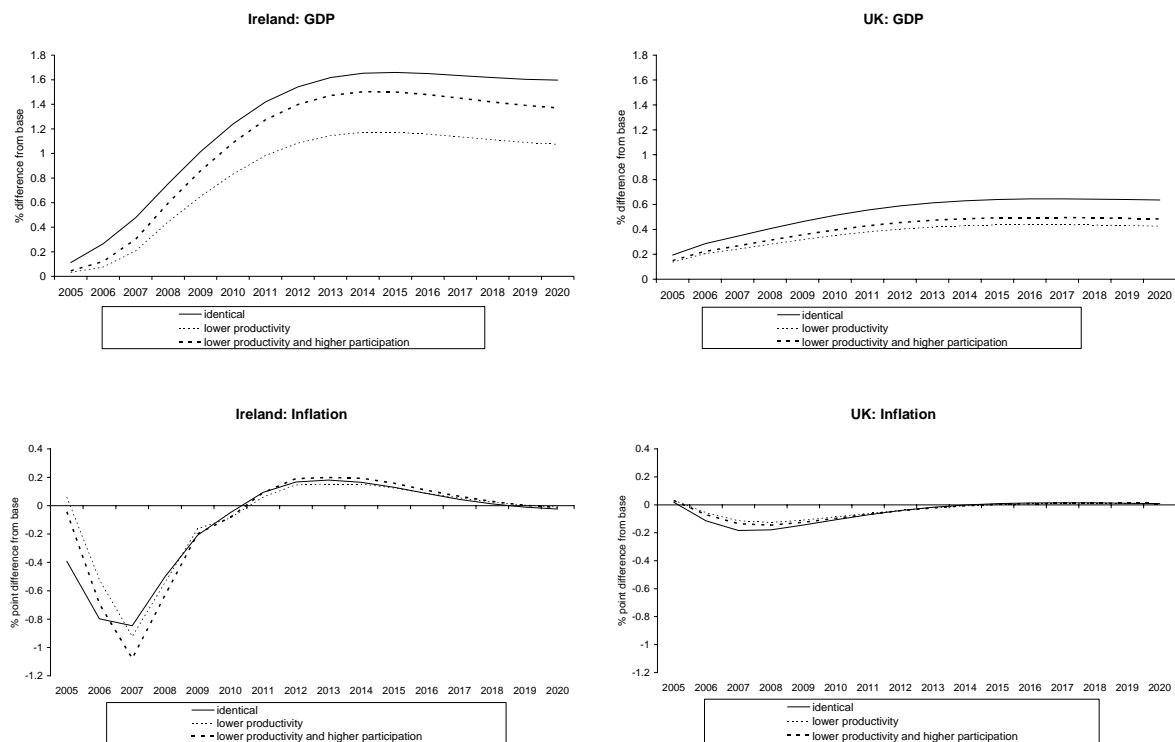 Ireland: GDP
% difference from base
1.8
1.6
1.4
1.2
1
0.8
0.6
0.4
0.2
0
2005 2006 2007 2008 2009 2010 2011 2012 2013 2014 2015 2016 2017 2018 2019 2020
identical
lower productivity
lower productivity and higher participation
UK: GDP
% difference from base
1.8
1.6
1.4
1.2
1
0.8
0.6
0.4
0.2
0
2005 2006 2007 2008 2009 2010 2011 2012 2013 2014 2015 2016 2017 2018 2019 2020
identical
lower productivity
lower productivity and higher participation
Ireland: Inflation
% point difference from base
0.4
0.2
0
-0.2
-0.4
-0.6
-0.8
-1
-1.2
2005 2006 2007 2008 2009 2010 2011 2012 2013 2014 2015 2016 2017 2018 2019 2020
identical
lower productivity
lower productivity and higher participation
UK: Inflation
% point difference from base
0.4
0.2
0
-0.2
-0.4
-0.6
-0.8
-1
-1.2
2005 2006 2007 2008 2009 2010 2011 2012 2013 2014 2015 2016 2017 2018 2019 2020
identical
lower productivity
lower productivity and higher participation